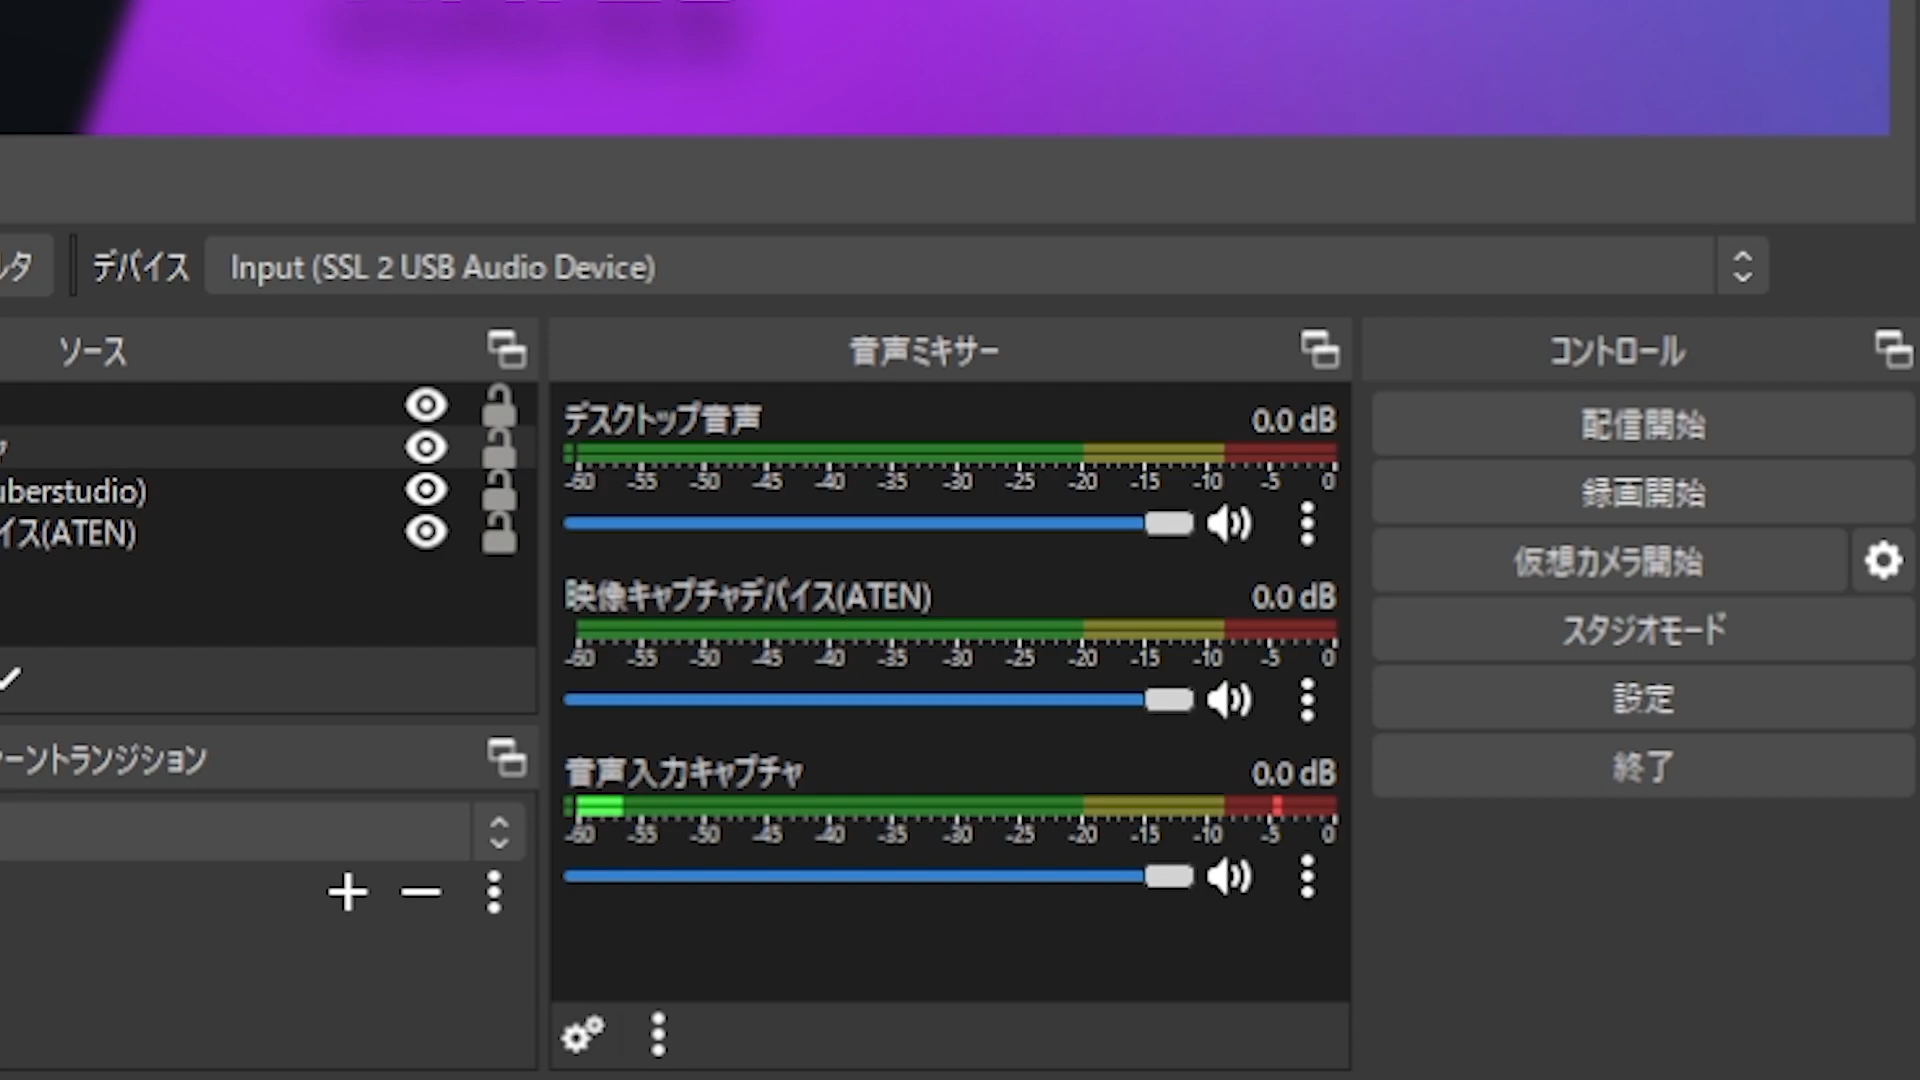 ルタ
デバイス
Input (SSL 2 USB Audio Device)
ソース
ャ
uberstudio)
イス(ATEN)
ーントランジション
音声ミキサー
デスクトップ音声 0.0 dB
-60 -55 -50 -45 -40 -35 -30 -25 -20 -15 -10 -5 0
映像キャプチャデバイス(ATEN) 0.0 dB
-60 -55 -50 -45 -40 -35 -30 -25 -20 -15 -10 -5 0
音声入力キャプチャ 0.0 dB
-60 -55 -50 -45 -40 -35 -30 -25 -20 -15 -10 -5 0
コントロール
配信開始
録画開始
仮想カメラ開始
スタジオモード
設定
終了